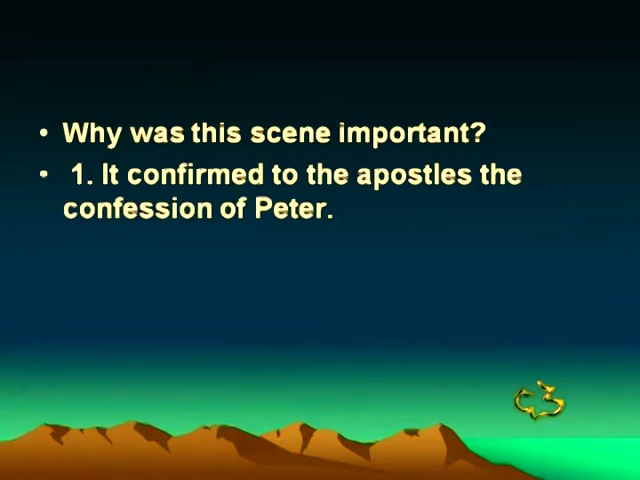 • Why was this scene important?
• 1. It confirmed to the apostles the
confession of Peter.